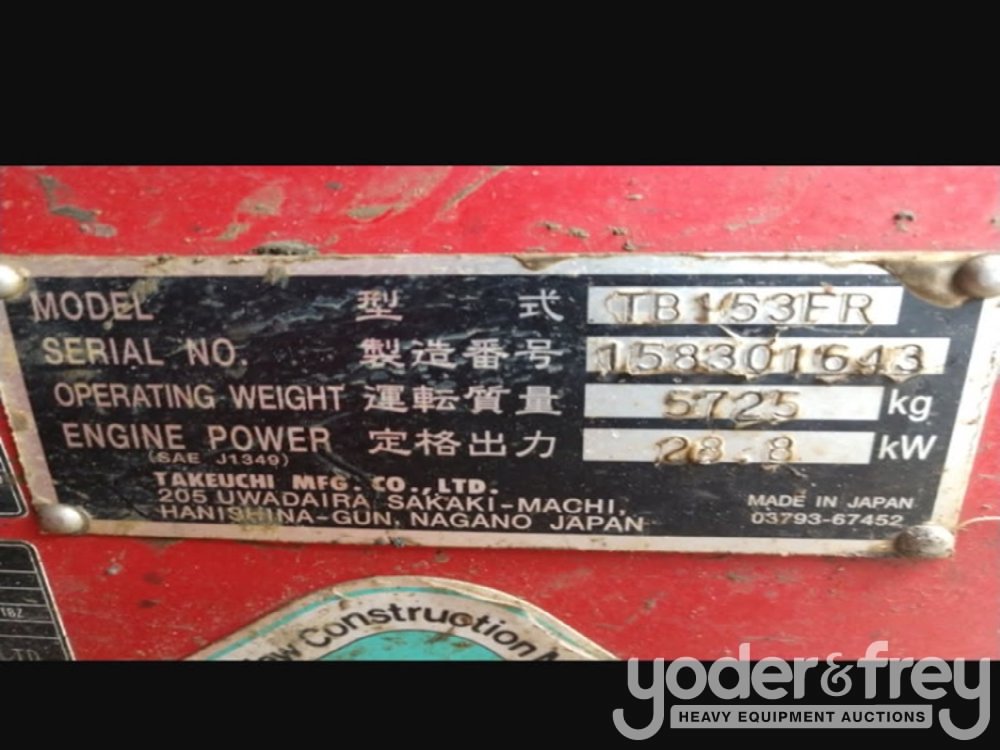 MODEL 型 式 TB153FR
SERIAL NO. 製造番号 158301643
OPERATING WEIGHT 運転質量 5725 kg
ENGINE POWER 定格出力 28.8 kW
(SAE J1349)
TAKEUCHI MFG. CO.,LTD.
205 UWADAIRA SAKAKI-MACHI,
HANISHINA-GUN, NAGANO JAPAN
MADE IN JAPAN
03793-67452
TBZ
Construction
yoder&frey
HEAVY EQUIPMENT AUCTIONS